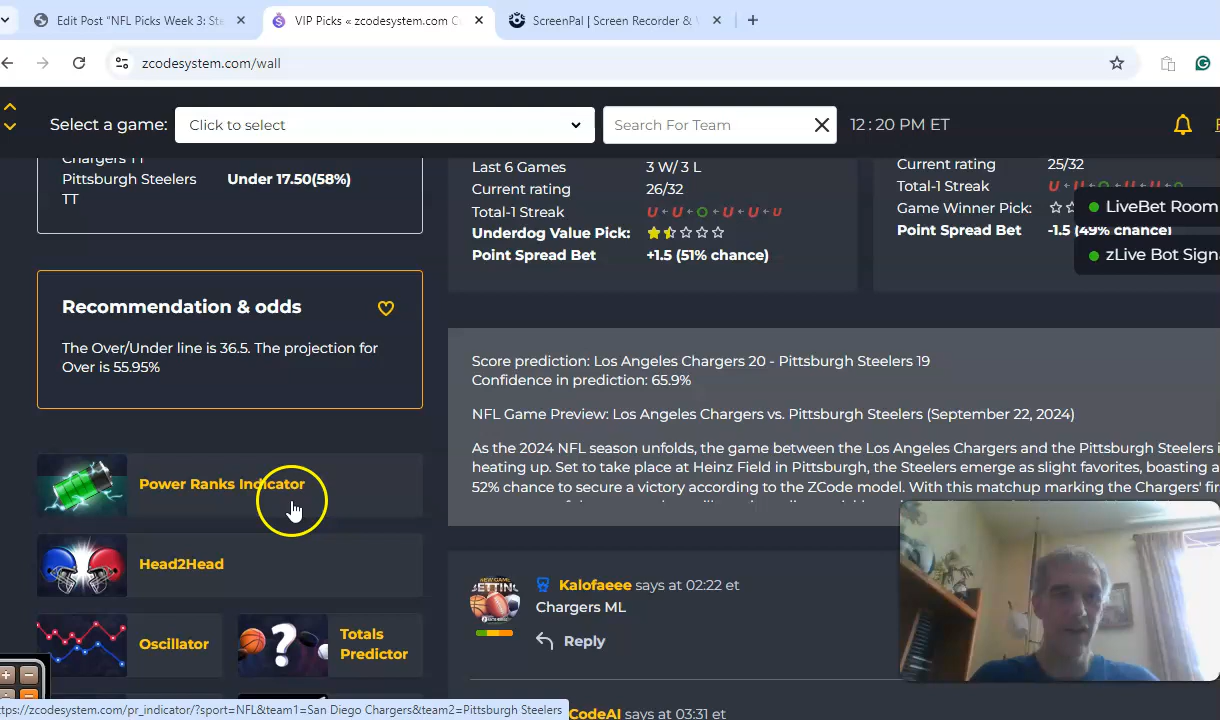 Edit Post "NFL Picks Week 3: Ste
VIP Picks « zcodesystem.com C
ScreenPal | Screen Recorder &
zcodesystem.com/wall
Select a game:
Click to select
Search For Team
12 : 20 PM ET
Chargers TT
Pittsburgh Steelers TT
Under 17.50(58%)
Recommendation & odds
The Over/Under line is 36.5. The projection for
Over is 55.95%
Power Ranks Indicator
Head2Head
Oscillator
Totals
Predictor
Last 6 Games 3 W/ 3 L
Current rating 26/32
Total-1 Streak U ← U ← O ← U ← U ← U
Underdog Value Pick:
Point Spread Bet +1.5 (51% chance)
Current rating 25/32
Total-1 Streak U ← U ← O ← U ← U ← O
Game Winner Pick:
Point Spread Bet -1.5 (49% chance)
LiveBet Room
zLive Bot Signa
Score prediction: Los Angeles Chargers 20 - Pittsburgh Steelers 19
Confidence in prediction: 65.9%
NFL Game Preview: Los Angeles Chargers vs. Pittsburgh Steelers (September 22, 2024)
As the 2024 NFL season unfolds, the game between the Los Angeles Chargers and the Pittsburgh Steelers i
heating up. Set to take place at Heinz Field in Pittsburgh, the Steelers emerge as slight favorites, boasting a
52% chance to secure a victory according to the ZCode model. With this matchup marking the Chargers' fir
Kalofaeee says at 02:22 et
Chargers ML
Reply
CodeAI says at 03:31 et
ttps://zcodesystem.com/pr_indicator/?sport=NFL&team1=San Diego Chargers&team2=Pittsburgh Steelers